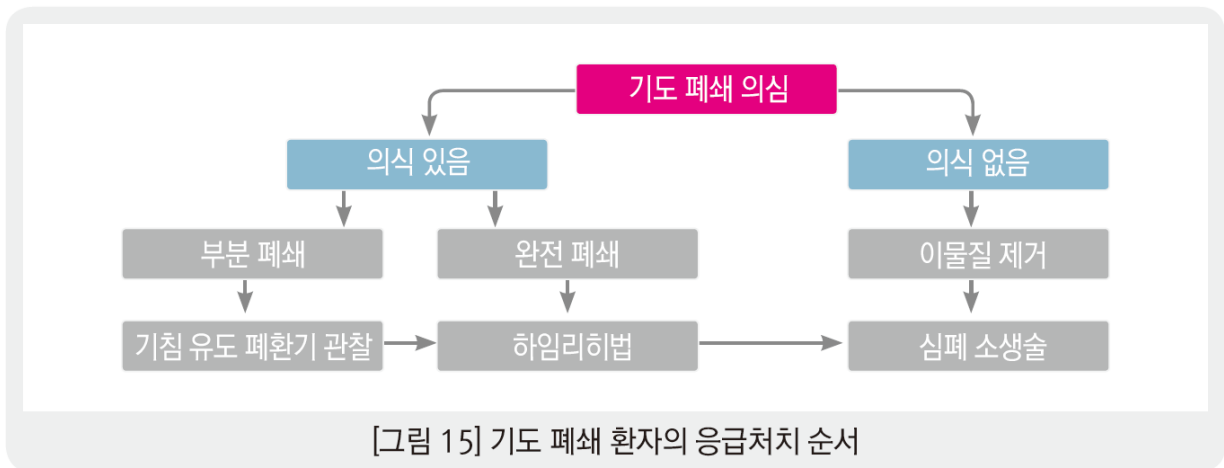 기도 폐쇄 의심
의식 있음
의식 없음
부분 폐쇄
완전 폐쇄
이물질 제거
기침 유도 폐환기 관찰
하임리히법
심폐 소생술
[그림 15] 기도 폐쇄 환자의 응급처치 순서